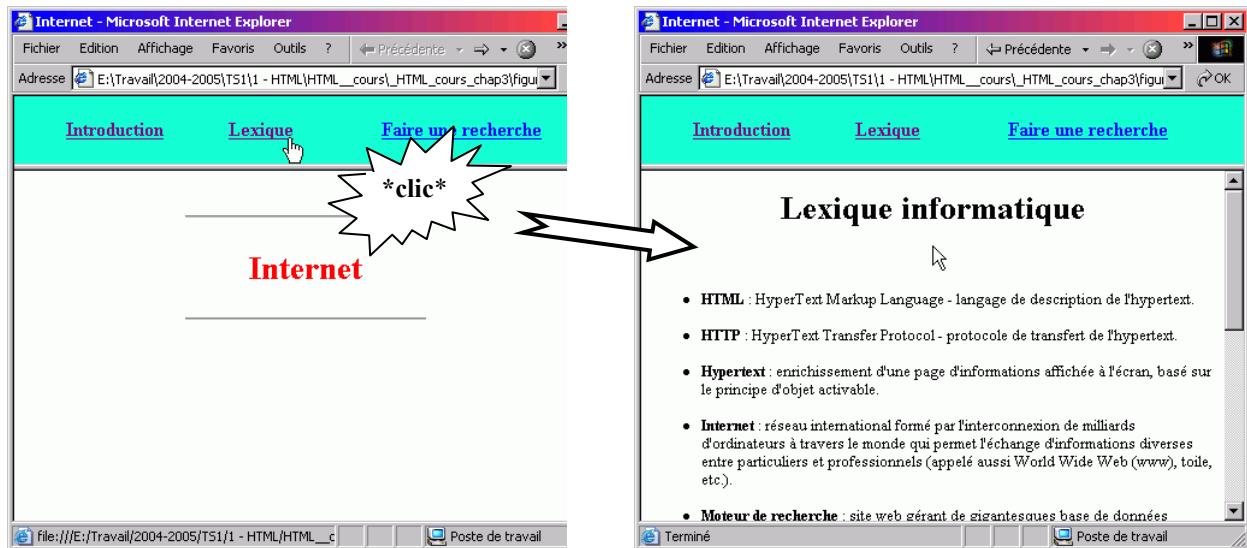 Internet - Microsoft Internet Explorer
Fichier Edition Affichage Favoris Outils ? Précédente »
Adresse E:\Travail\2004-2005\TS1\1 - HTML\HTML__cours\_HTML_cours_chap3\figu
Introduction Lexique Faire une recherche
*clic*
Internet
file:///E:/Travail/2004-2005/TS1/1 - HTML/HTML__c Poste de travail
Internet - Microsoft Internet Explorer
Fichier Edition Affichage Favoris Outils ? Précédente »
Adresse E:\Travail\2004-2005\TS1\1 - HTML\HTML__cours\_HTML_cours_chap3\figui OK
Introduction Lexique Faire une recherche
Lexique informatique
• HTML : HyperText Markup Language - langage de description de l'hypertext.
• HTTP : HyperText Transfer Protocol - protocole de transfert de l'hypertext.
• Hypertext : enrichissement d'une page d'informations affichée à l'écran, basé sur
le principe d'objet activable.
• Internet : réseau international formé par l'interconnexion de milliards
d'ordinateurs à travers le monde qui permet l'échange d'informations diverses
entre particuliers et professionnels (appelé aussi World Wide Web (www), toile,
etc.).
• Moteur de recherche : site web gérant de gigantesques base de données
Terminé Poste de travail